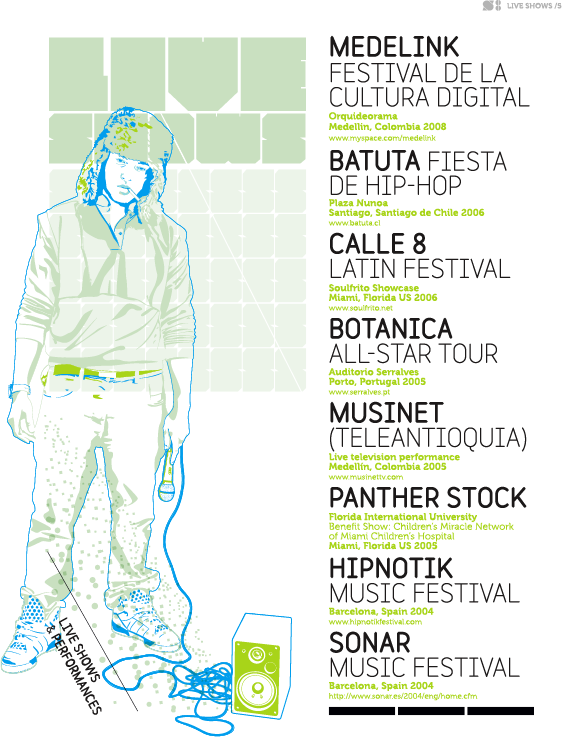 LIVE SHOWS /5
LIVE
SHOWS
MEDELINK
FESTIVAL DE LA
CULTURA DIGITAL
Orquideorama
Medellin, Colombia 2008
www.myspace.com/medelink
BATUTA FIESTA
DE HIP-HOP
Plaza Nunoa
Santiago, Santiago de Chile 2006
www.batuta.cl
CALLE 8
LATIN FESTIVAL
Soulfrito Showcase
Miami, Florida US 2006
www.soulfrito.net
BOTANICA
ALL-STAR TOUR
Auditorio Serralves
Porto, Portugal 2005
www.serralves.pt
MUSINET
(TELEANTIOQUIA)
Live television performance
Medellín, Colombia 2005
www.musinettv.com
PANTHER STOCK
Florida International University
Benefit Show: Children's Miracle Network
of Miami Children's Hospital
Miami, Florida US 2005
HIPNOTIK
MUSIC FESTIVAL
Barcelona, Spain 2004
www.hipnotikfestival.com
SONAR
MUSIC FESTIVAL
Barcelona, Spain 2004
http://www.sonar.es/2004/eng/home.cfm
LIVE SHOWS
& PERFORMANCES